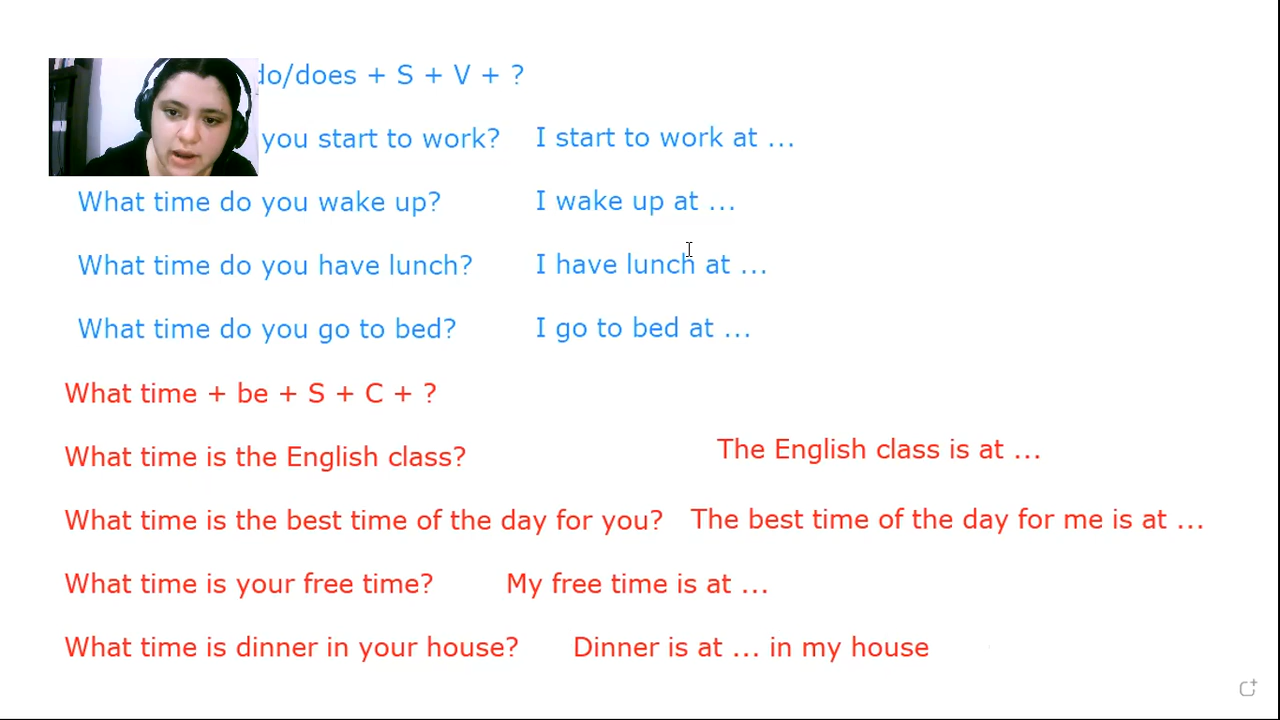 do/does + S + V + ?
you start to work? I start to work at ...
What time do you wake up? I wake up at ...
What time do you have lunch? I have lunch at ...
What time do you go to bed? I go to bed at ...
What time + be + S + C + ?
What time is the English class? The English class is at ...
What time is the best time of the day for you? The best time of the day for me is at ...
What time is your free time? My free time is at ...
What time is dinner in your house? Dinner is at ... in my house